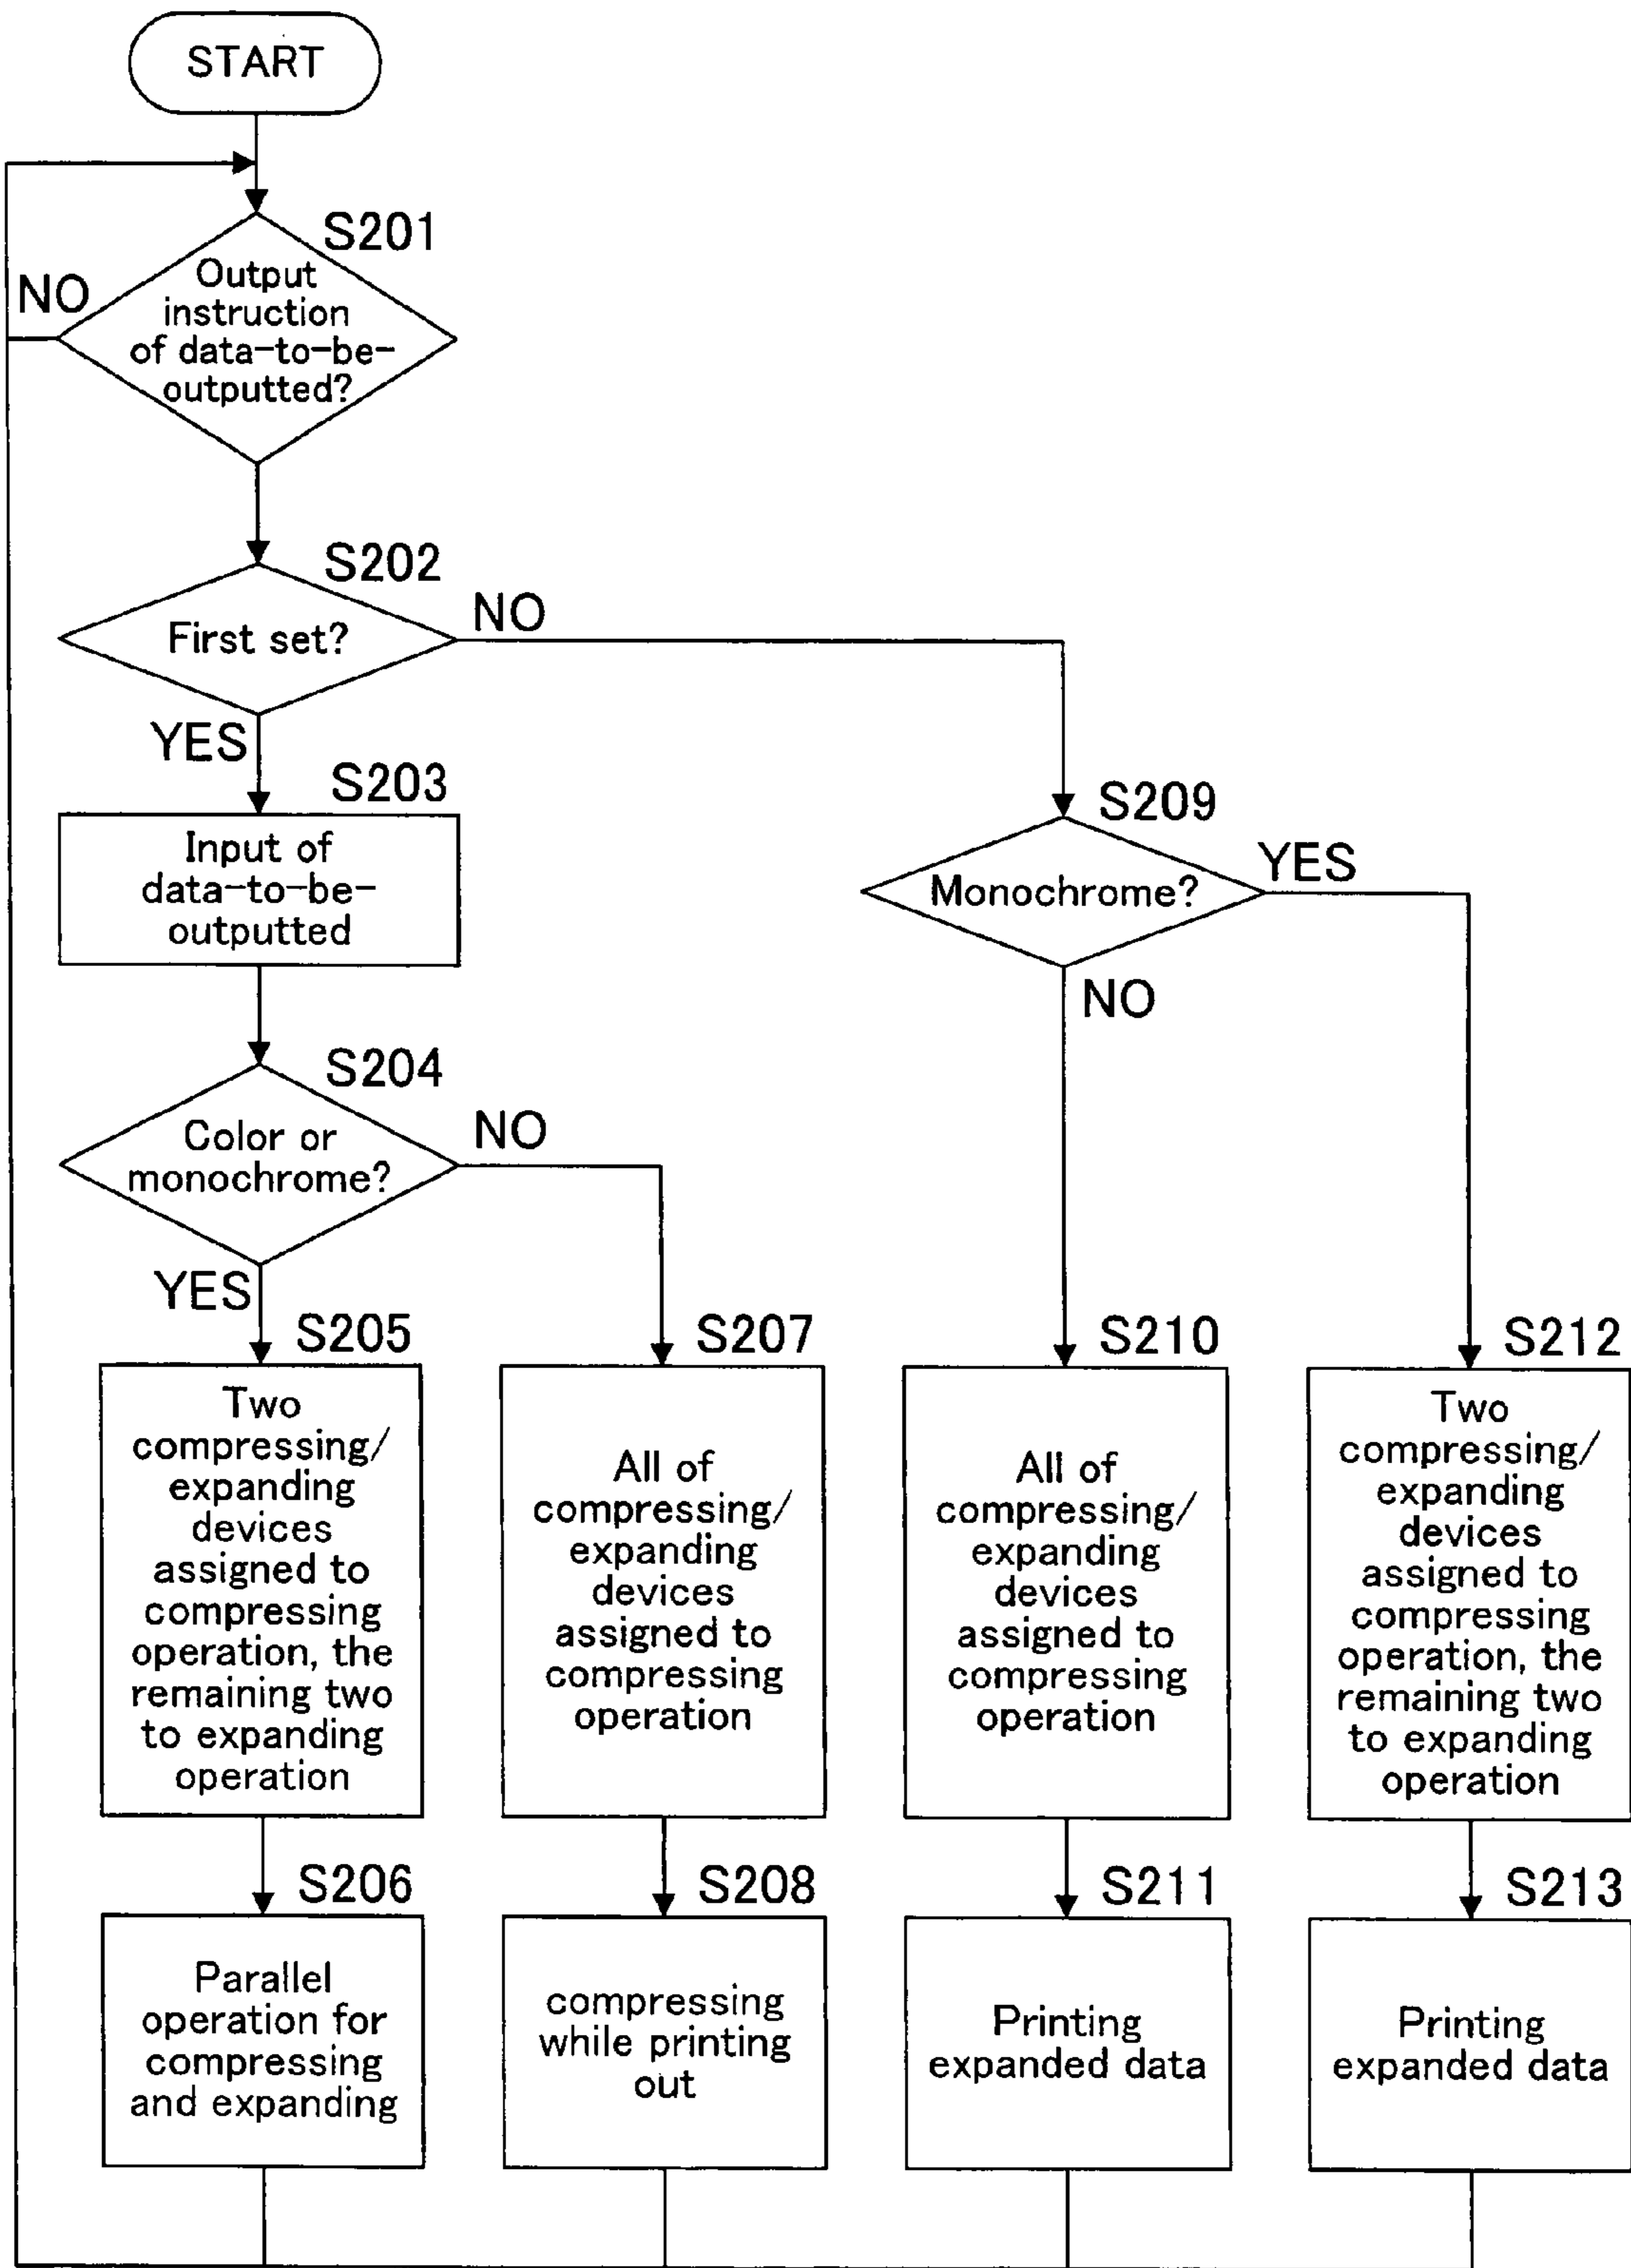 START
S201
NO
Output
instruction
of data-to-be-
outputted?
S202
NO
First set?
YES
S203
Input of
data-to-be-
outputted
S209
YES
Monochrome?
NO
S204
NO
Color or
monochrome?
YES
S205
Two
compressing/
expanding
devices
assigned to
compressing
operation, the
remaining two
to expanding
operation
S207
All of
compressing/
expanding
devices
assigned to
compressing
operation
S210
All of
compressing/
expanding
devices
assigned to
compressing
operation
S212
Two
compressing/
expanding
devices
assigned to
compressing
operation, the
remaining two
to expanding
operation
S206
Parallel
operation for
compressing
and expanding
S208
compressing
while printing
out
S211
Printing
expanded data
S213
Printing
expanded data